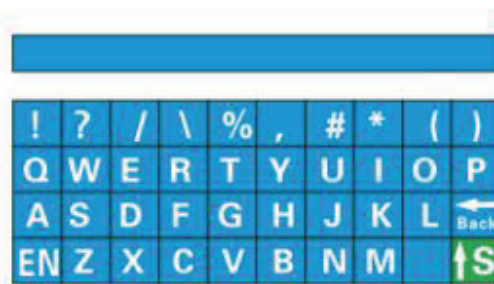 ! ? / \ % , # * ( )
Q W E R T Y U I O P
A S D F G H J K L Back
EN Z X C V B N M S